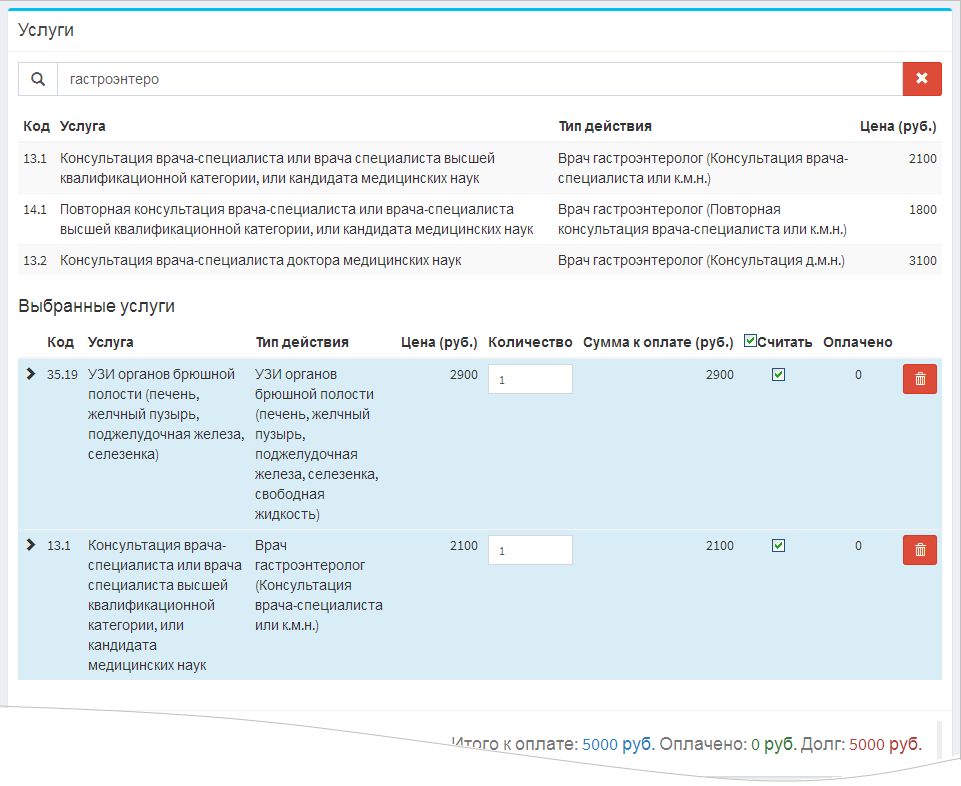 Услуги
гастроэнтеро
Код Услуга Тип действия Цена (руб.)
13.1 Консультация врача-специалиста или врача специалиста высшей Врач гастроэнтеролог (Консультация врача- 2100
квалификационной категории, или кандидата медицинских наук специалиста или к.м.н.)
14.1 Повторная консультация врача-специалиста или врача-специалиста Врач гастроэнтеролог (Повторная 1800
высшей квалификационной категории, или кандидата медицинских наук консультация врача-специалиста или к.м.н.)
13.2 Консультация врача-специалиста доктора медицинских наук Врач гастроэнтеролог (Консультация д.м.н.) 3100
Выбранные услуги
Код Услуга Тип действия Цена (руб.) Количество Сумма к оплате (руб.) Считать Оплачено
35.19 УЗИ органов брюшной УЗИ органов 2900 1 2900 0
полости (печень, брюшной полости
желчный пузырь, (печень, желчный
поджелудочная железа, пузырь,
селезенка) поджелудочная
железа, селезенка,
свободная
жидкость)
13.1 Консультация врача- Врач 2100 1 2100 0
специалиста или врача гастроэнтеролог
специалиста высшей (Консультация
квалификационной врача-специалиста
категории, или или к.м.н.)
кандидата
медицинских наук
Итого к оплате: 5000 руб. Оплачено: 0 руб. Долг: 5000 руб.